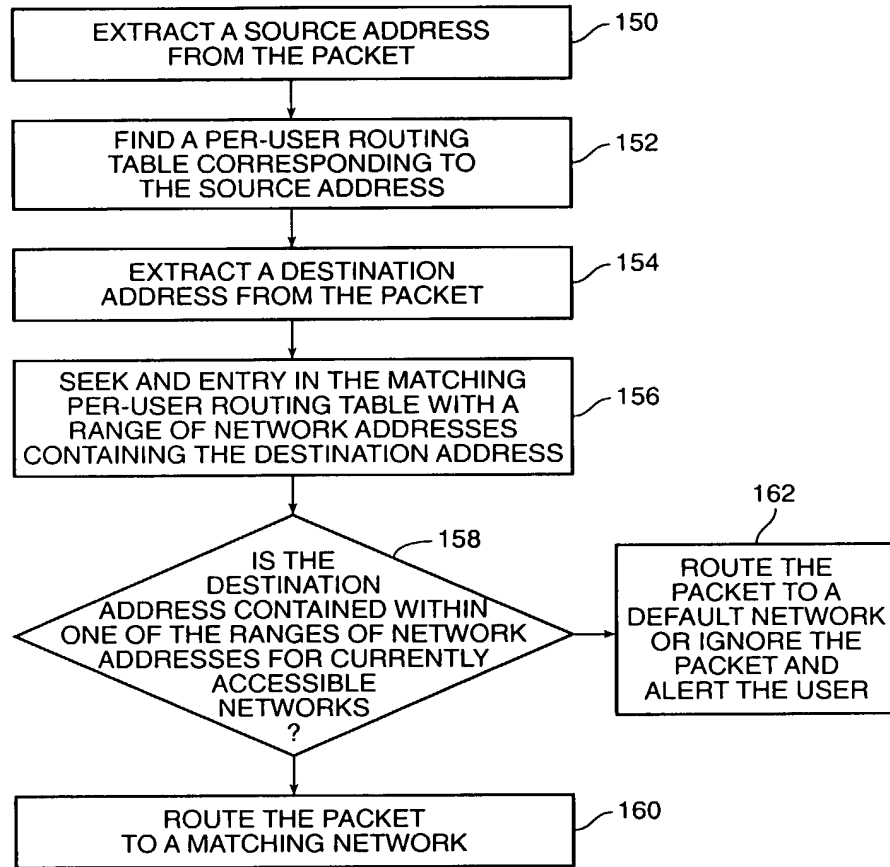 EXTRACT A SOURCE ADDRESS
FROM THE PACKET
150
FIND A PER-USER ROUTING
TABLE CORRESPONDING TO
THE SOURCE ADDRESS
152
EXTRACT A DESTINATION
ADDRESS FROM THE PACKET
154
SEEK AND ENTRY IN THE MATCHING
PER-USER ROUTING TABLE WITH A
RANGE OF NETWORK ADDRESSES
CONTAINING THE DESTINATION ADDRESS
156
158
IS THE
DESTINATION
ADDRESS CONTAINED WITHIN
ONE OF THE RANGES OF NETWORK
ADDRESSES FOR CURRENTLY
ACCESSIBLE
NETWORKS
?
162
ROUTE THE
PACKET TO A
DEFAULT NETWORK
OR IGNORE THE
PACKET AND
ALERT THE USER
ROUTE THE PACKET
TO A MATCHING NETWORK
160